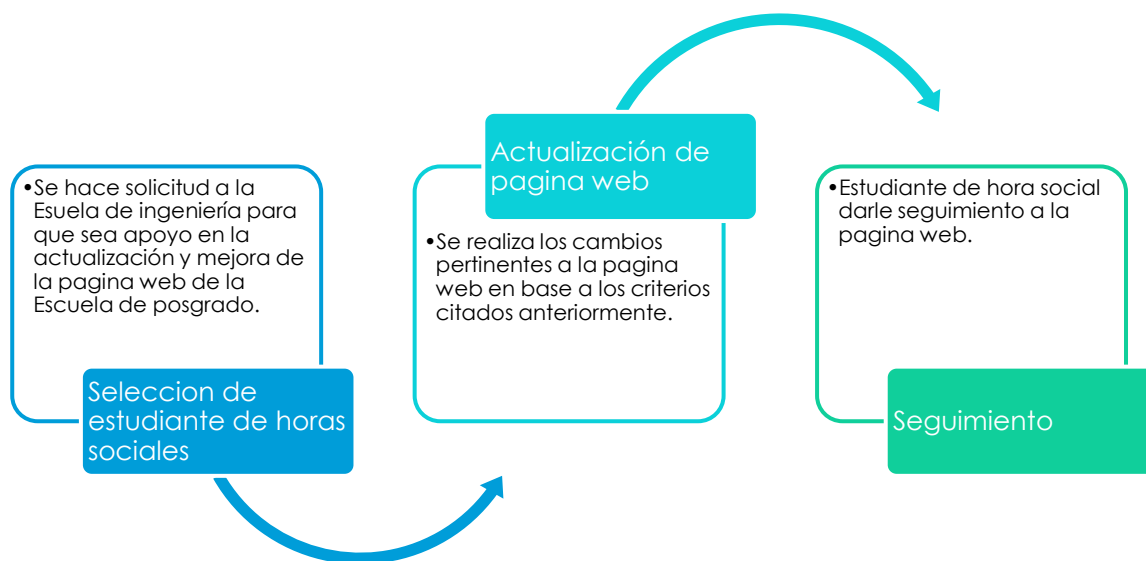 •Se hace solicitud a la
Esuela de ingeniería para
que sea apoyo en la
actualización y mejora de
la pagina web de la
Escuela de posgrado.
Seleccion de
estudiante de horas
sociales
Actualización de
pagina web
•Se realiza los cambios
pertinentes a la pagina
web en base a los criterios
citados anteriormente.
•Estudiante de hora social
darle seguimiento a la
pagina web.
Seguimiento